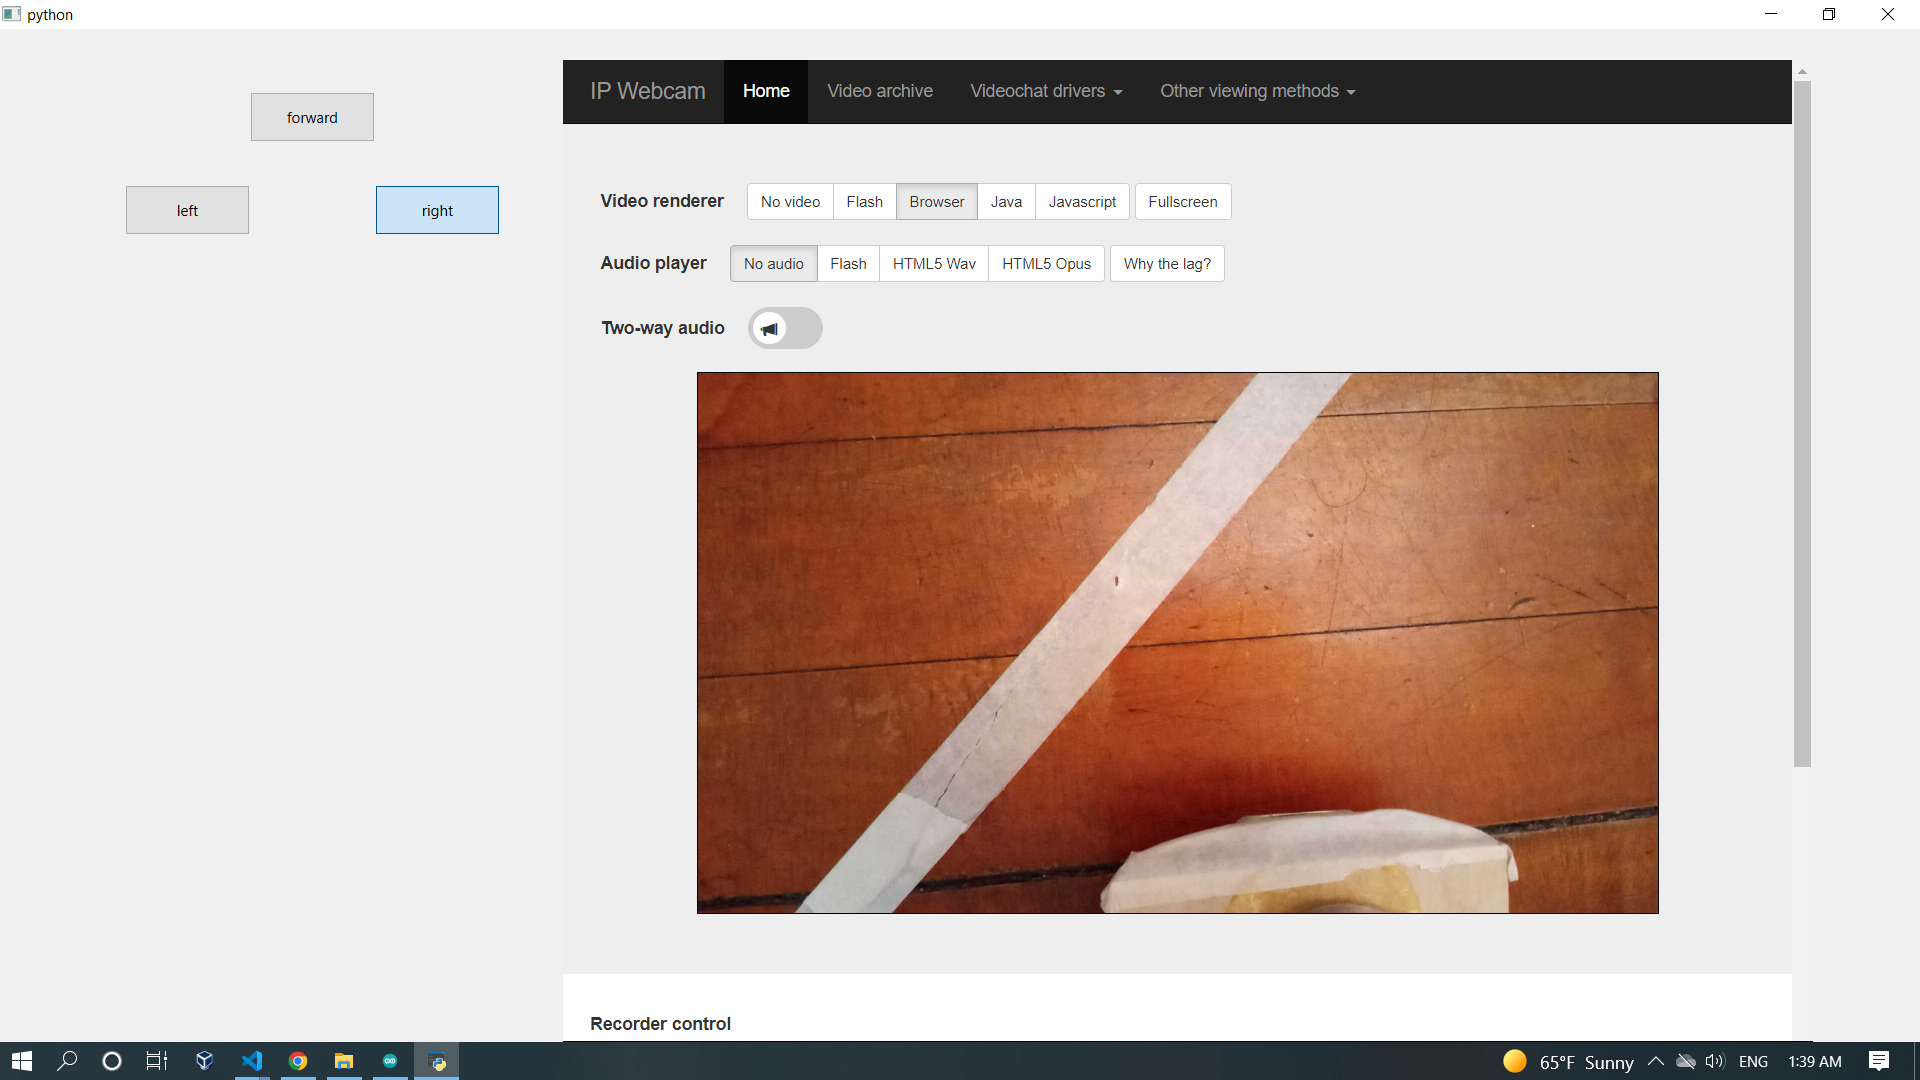 python
forward
left
right
IP Webcam Home Video archive Videochat drivers Other viewing methods
Video renderer No video Flash Browser Java Javascript Fullscreen
Audio player No audio Flash HTML5 Wav HTML5 Opus Why the lag?
Two-way audio
Recorder control
65°F Sunny ENG 1:39 AM